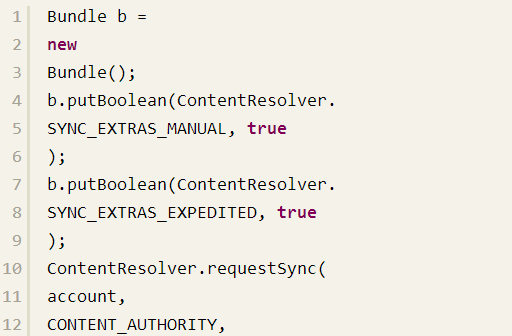 1 Bundle b =
2 new
3 Bundle();
4 b.putBoolean(ContentResolver.
5 SYNC_EXTRAS_MANUAL, true
6 );
7 b.putBoolean(ContentResolver.
8 SYNC_EXTRAS_EXPEDITED, true
9 );
10 ContentResolver.requestSync(
11 account,
12 CONTENT_AUTHORITY,